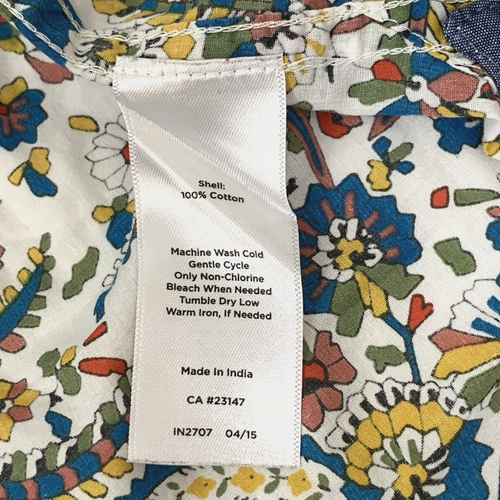 Shell:
100% Cotton
Machine Wash Cold
Gentle Cycle
Only Non-Chlorine
Bleach When Needed
Tumble Dry Low
Warm Iron, If Needed
Made in India
CA #23147
IN2707 04/15